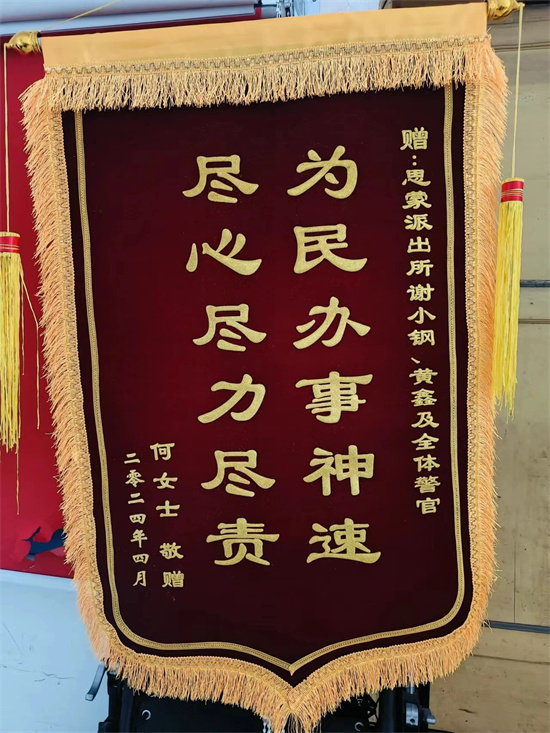 赠：思蒙派出所谢小钢、黄鑫及全体警官
为民办事神速
尽心尽力尽责
何女士 敬赠
二零二四年四月